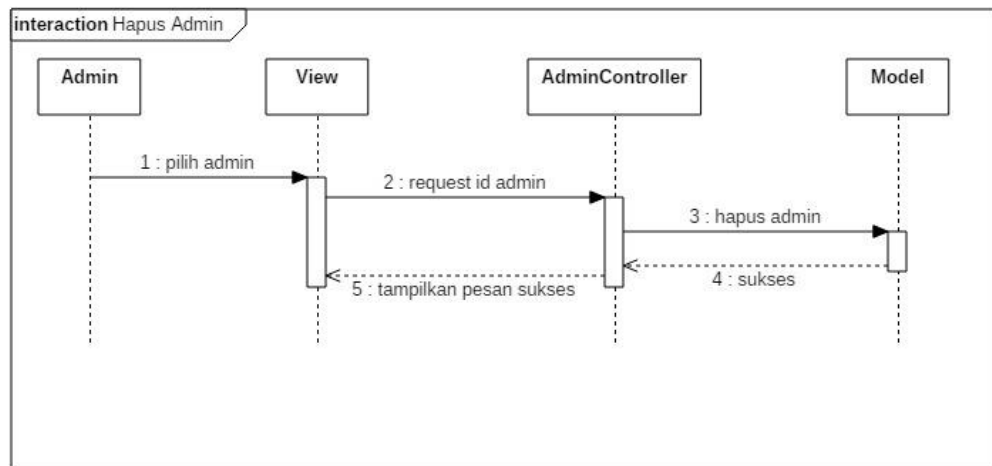 interaction Hapus Admin
Admin
View
AdminController
Model
1 : pilih admin
2 : request id admin
3 : hapus admin
4 : sukses
5 : tampilkan pesan sukses